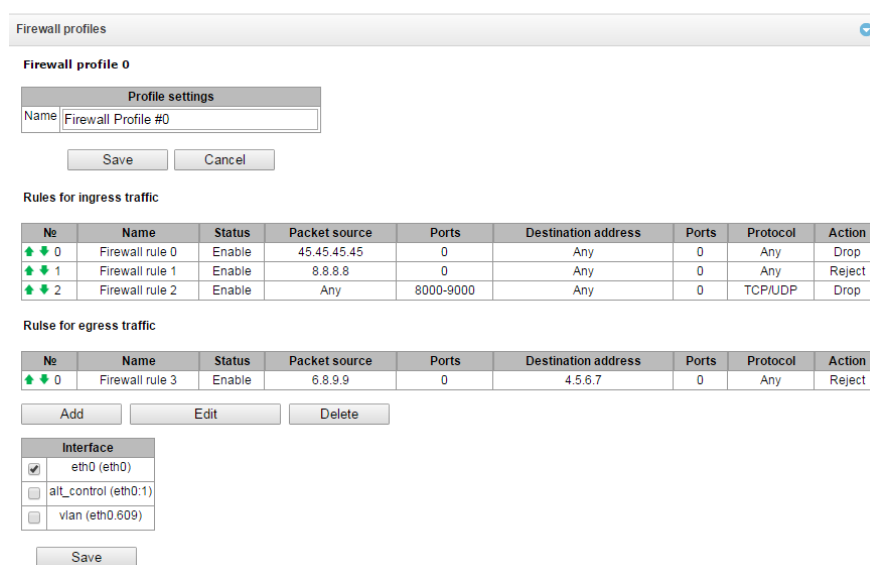 Firewall profiles
Firewall profile 0
Profile settings
Name Firewall Profile #0
Save Cancel
Rules for ingress traffic
№ Name Status Packet source Ports Destination address Ports Protocol Action
0 Firewall rule 0 Enable 45.45.45.45 0 Any 0 Any Drop
1 Firewall rule 1 Enable 8.8.8.8 0 Any 0 Any Reject
2 Firewall rule 2 Enable Any 8000-9000 Any 0 TCP/UDP Drop
Rulse for egress traffic
№ Name Status Packet source Ports Destination address Ports Protocol Action
0 Firewall rule 3 Enable 6.8.9.9 0 4.5.6.7 0 Any Reject
Add Edit Delete
Interface
eth0 (eth0)
alt_control (eth0:1)
vlan (eth0.609)
Save